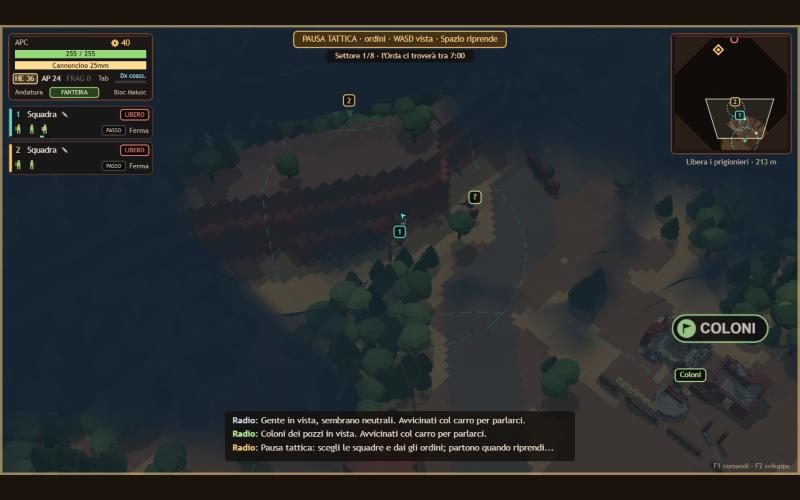 APC
40
255 / 255
Cannoncino 25mm
HE 36 AP 24 FRAG 0 Tab
Dx coass.
Andatura FANTERIA Bloc Maiusc
1 Squadra LIBERO
PASSO Ferma
2 Squadra LIBERO
PASSO Ferma
PAUSA TATTICA · ordini · WASD vista · Spazio riprende
Settore 1/8 · l'Orda ci troverà tra 7:00
2
?
1
2
1
Libera i prigionieri · 213 m
COLONI
Coloni
Radio: Gente in vista, sembrano neutrali. Avvicinati col carro per parlarci.
Radio: Coloni dei pozzi in vista. Avvicinati col carro per parlarci.
Radio: Pausa tattica: scegli le squadre e dai gli ordini; partono quando riprendi...
F1 comandi · F2 sviluppo